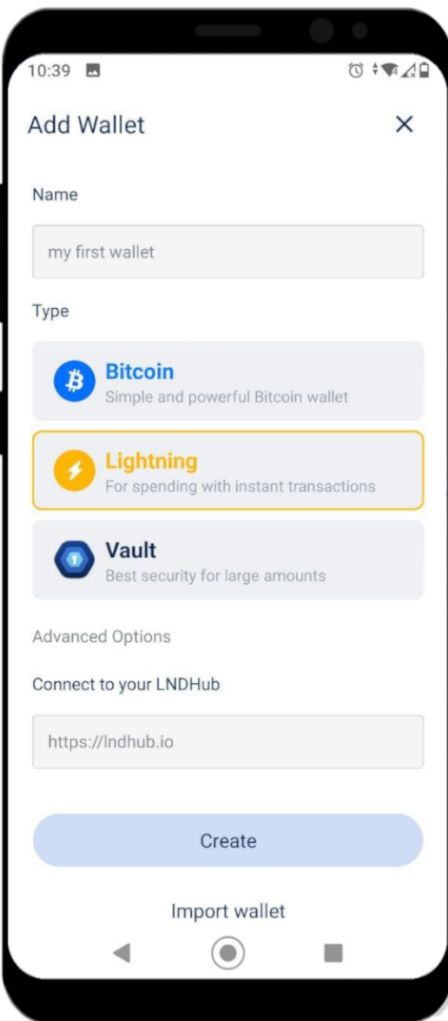 10:39
Add Wallet
Name
my first wallet
Type
Bitcoin
Simple and powerful Bitcoin wallet
Lightning
For spending with instant transactions
Vault
Best security for large amounts
Advanced Options
Connect to your LNDHub
https://lndhub.io
Create
Import wallet